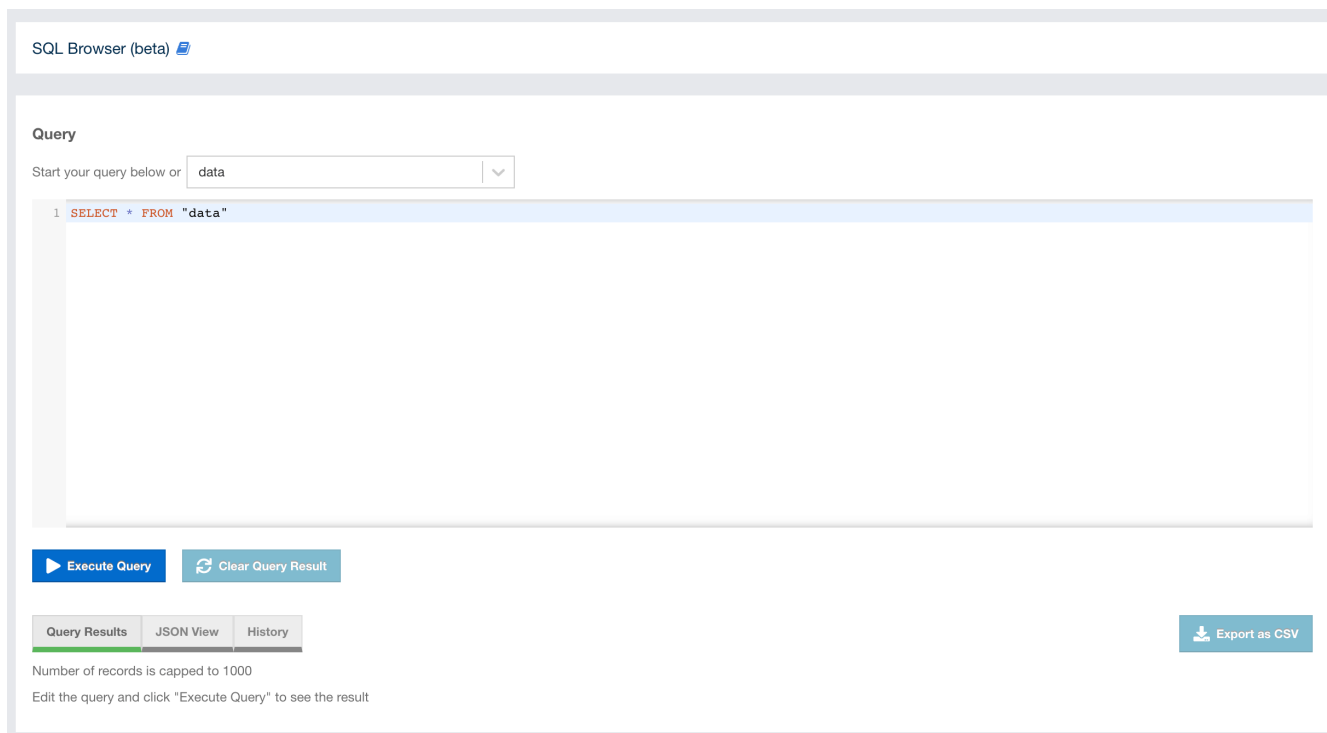 SQL Browser (beta)
Query
Start your query below or data
1 SELECT * FROM "data"
Execute Query Clear Query Result
Query Results JSON View History Export as CSV
Number of records is capped to 1000
Edit the query and click "Execute Query" to see the result